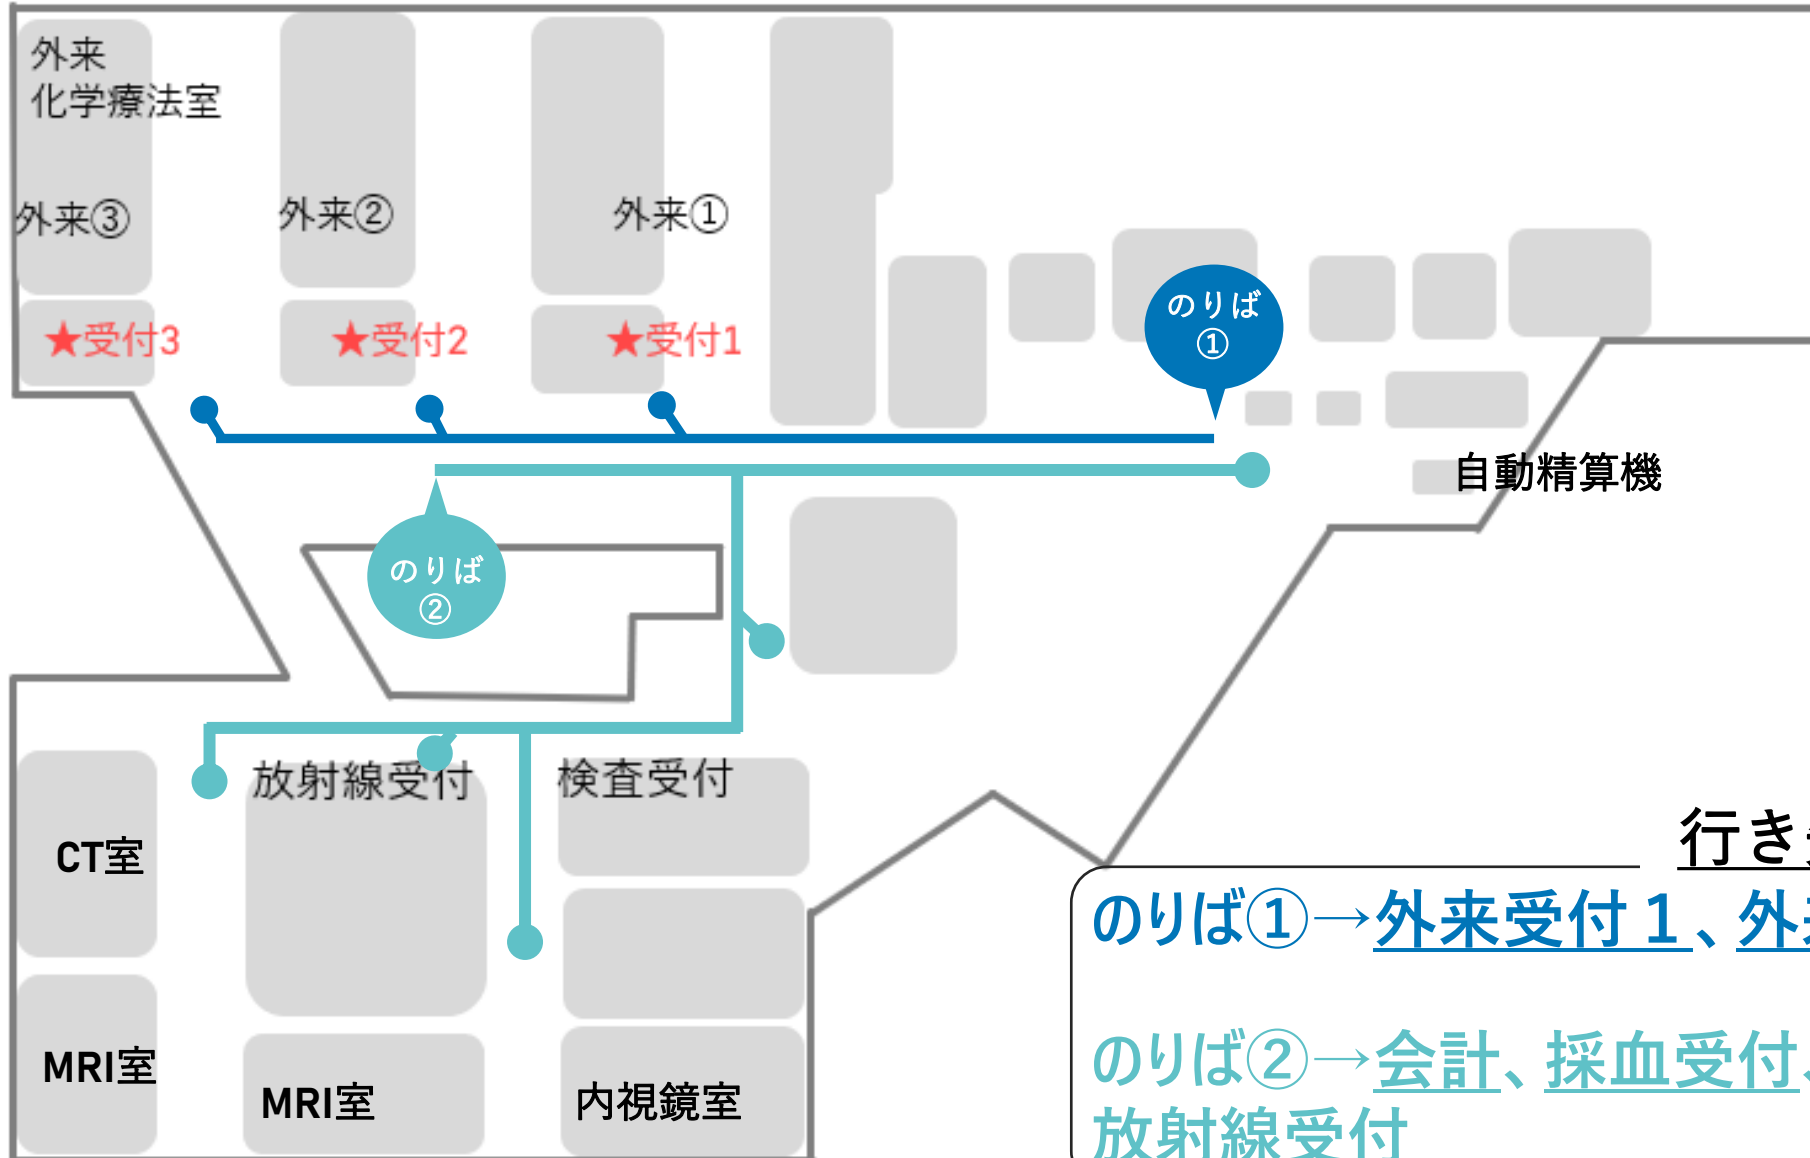 外来
化学療法室
外来③
外来②
外来①
★受付3
★受付2
★受付1
のりば
①
自動精算機
のりば
②
放射線受付
検査受付
CT室
MRI室
MRI室
内視鏡室
行き
のりば①→外来受付1、外
のりば②→会計、採血受付、
放射線受付